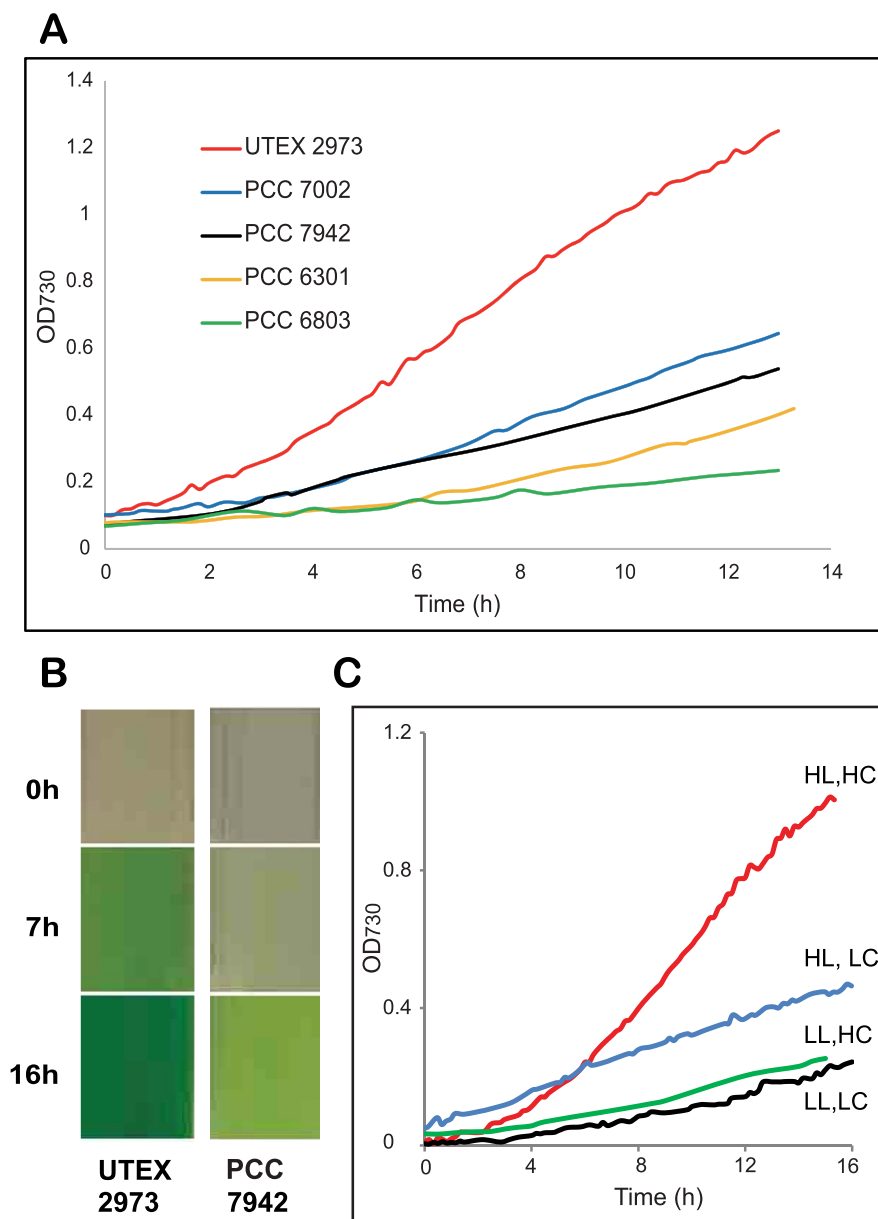 A
1.4
1.2
1
0.8
0.6
0.4
0.2
0
OD730
UTEX 2973
PCC 7002
PCC 7942
PCC 6301
PCC 6803
0 2 4 6 8 10 12 14
Time (h)
B
0h
7h
16h
UTEX 2973
PCC 7942
C
1.2
0.8
0.4
0
OD730
HL,HC
HL, LC
LL,HC
LL,LC
0 4 8 12 16
Time (h)